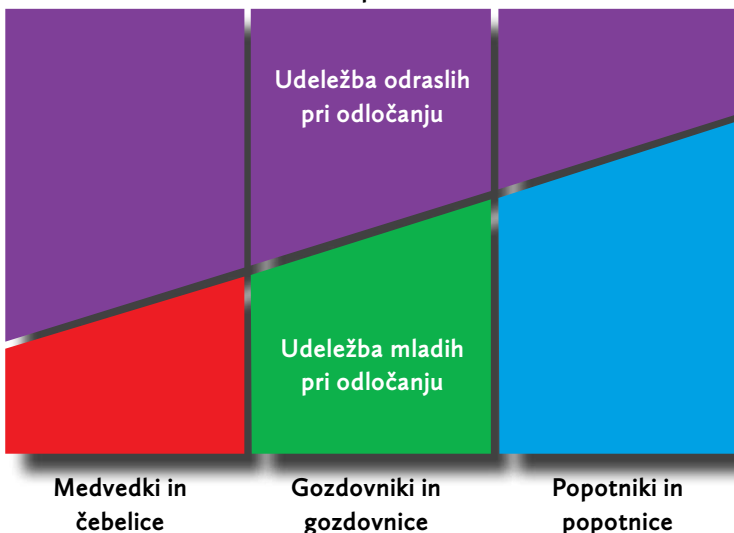 Udeležba odraslih
pri odločanju
Udeležba mladih
pri odločanju
Medvedki in
čebelice
Gozdovniki in
gozdovnice
Popotniki in
popotnice